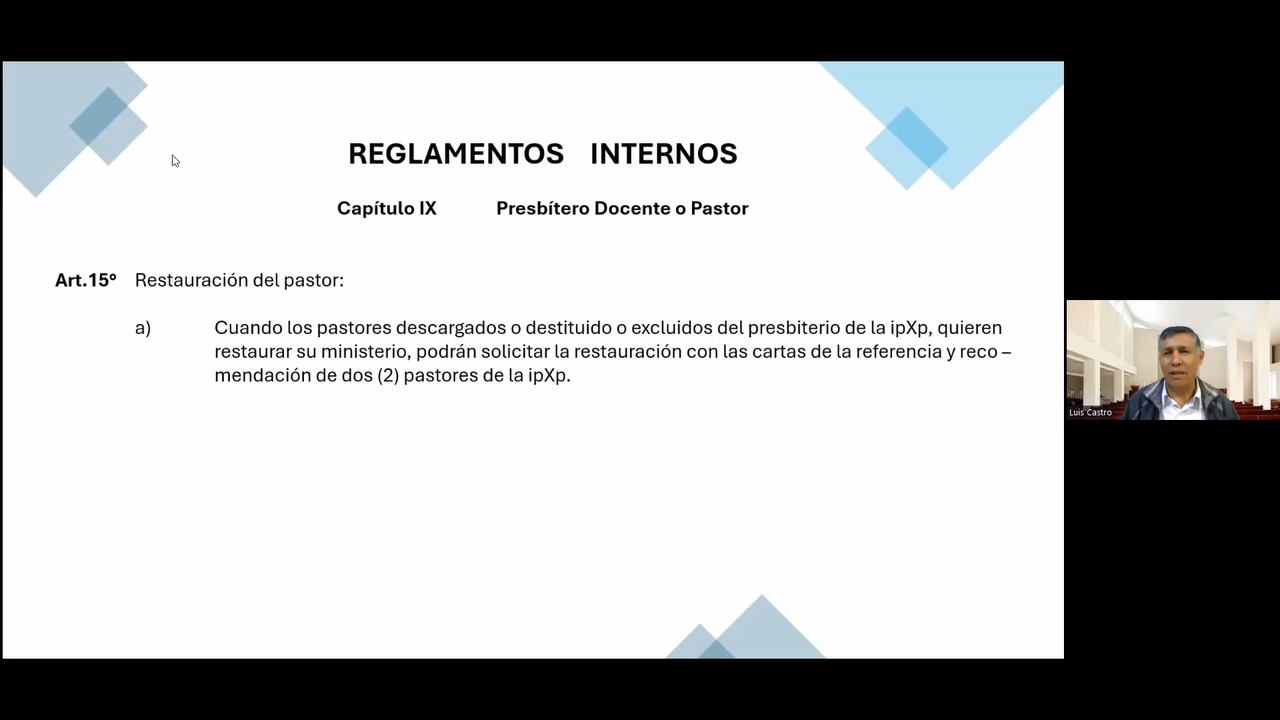 REGLAMENTOS INTERNOS
Capítulo IX Presbítero Docente o Pastor
Art.15° Restauración del pastor:
a) Cuando los pastores descargados o destituido o excluidos del presbiterio de la ipXp, quieren
restaurar su ministerio, podrán solicitar la restauración con las cartas de la referencia y reco –
mendación de dos (2) pastores de la ipXp.
Luis Castro